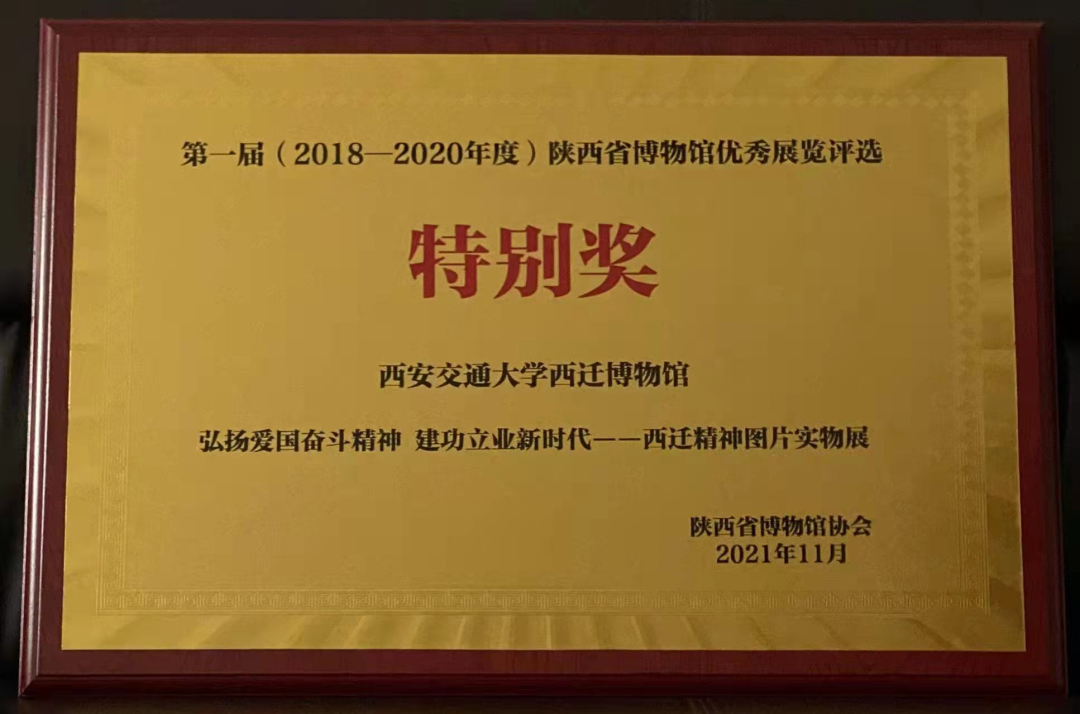 第一届（2018—2020年度）陕西省博物馆优秀展览评选
特别奖
西安交通大学西迁博物馆
弘扬爱国奋斗精神 建功立业新时代——西迁精神图片实物展
陕西省博物馆协会
2021年11月